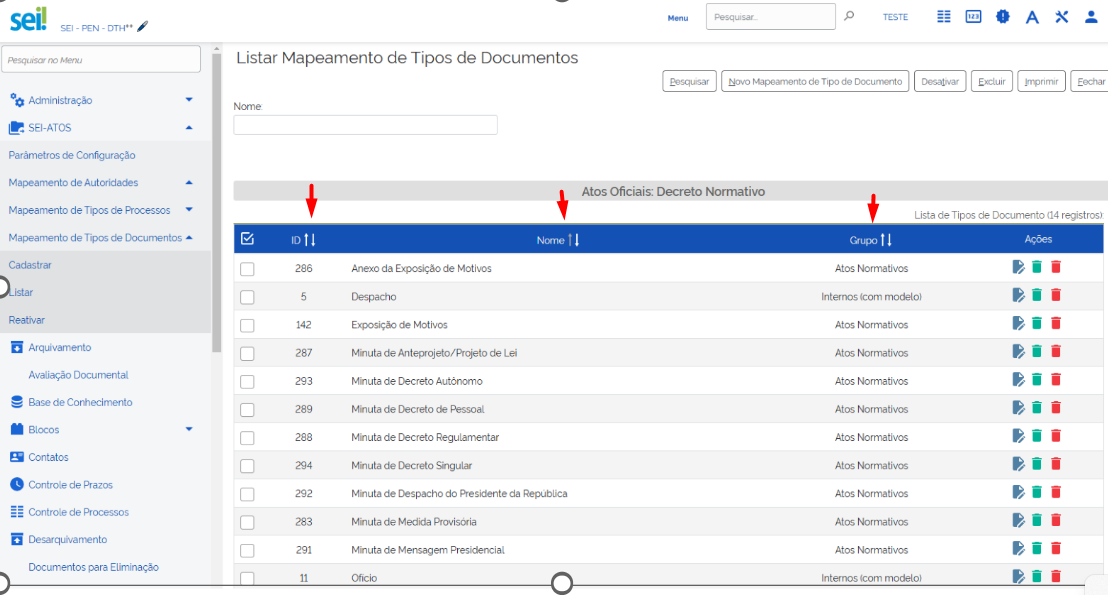 sei!
SEI - PEN - DTH**
Menu
Pesquisar...
TESTE
123
Pesquisar no Menu
Administração
SEI-ATOS
Parâmetros de Configuração
Mapeamento de Autoridades
Mapeamento de Tipos de Processos
Mapeamento de Tipos de Documentos
Cadastrar
Listar
Reativar
Arquivamento
Avaliação Documental
Base de Conhecimento
Blocos
Contatos
Controle de Prazos
Controle de Processos
Desarquivamento
Documentos para Eliminação
Listar Mapeamento de Tipos de Documentos
Pesquisar Novo Mapeamento de Tipo de Documento Desativar Excluir Imprimir Fechar
Nome:
Atos Oficiais: Decreto Normativo
Lista de Tipos de Documento (14 registros):
ID Nome Grupo Ações
286 Anexo da Exposição de Motivos Atos Normativos
5 Despacho Internos (com modelo)
142 Exposição de Motivos Atos Normativos
287 Minuta de Anteprojeto/Projeto de Lei Atos Normativos
293 Minuta de Decreto Autônomo Atos Normativos
289 Minuta de Decreto de Pessoal Atos Normativos
288 Minuta de Decreto Regulamentar Atos Normativos
294 Minuta de Decreto Singular Atos Normativos
292 Minuta de Despacho do Presidente da República Atos Normativos
283 Minuta de Medida Provisória Atos Normativos
291 Minuta de Mensagem Presidencial Atos Normativos
11 Ofício Internos (com modelo)